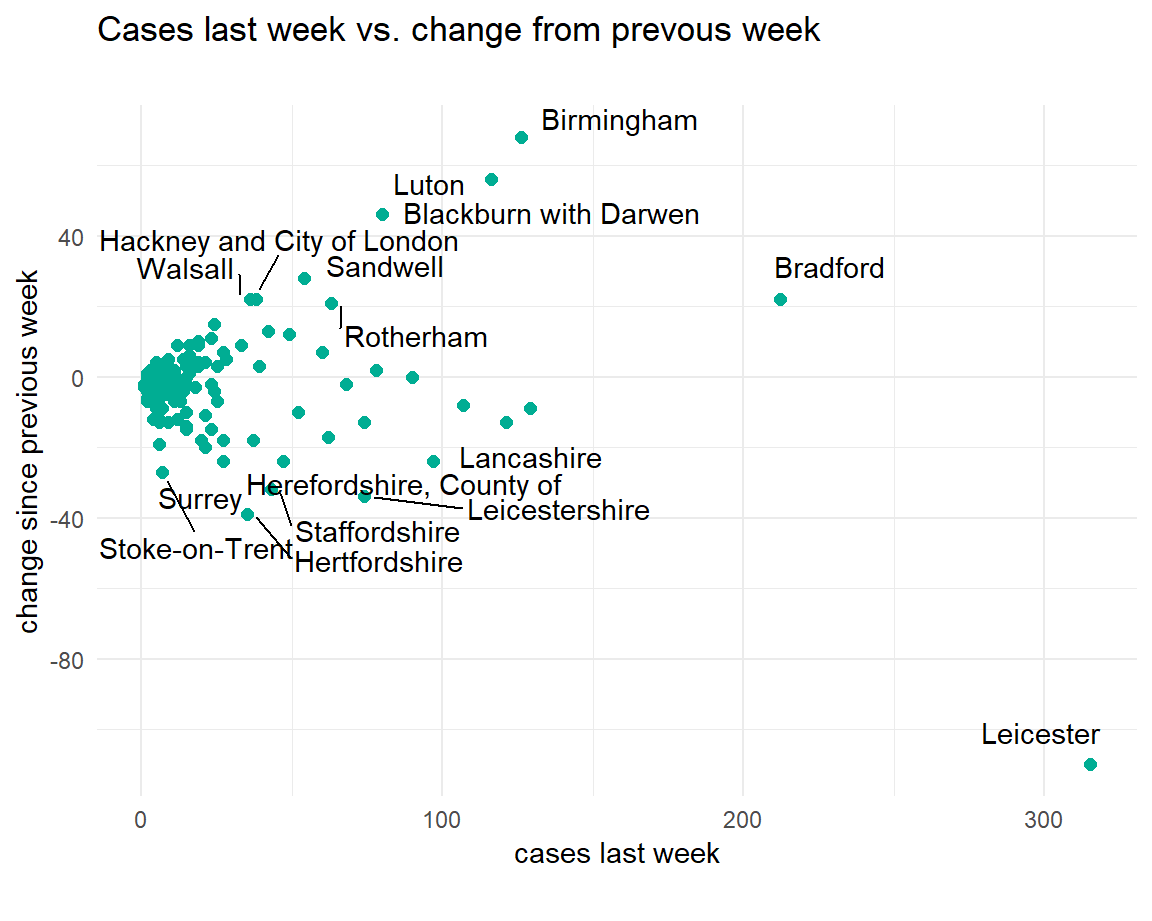 Cases last week vs. change from prevous week
Birmingham
Luton
Blackburn with Darwen
Hackney and City of London
Walsall
Sandwell
Bradford
Rotherham
Lancashire
Herefordshire, County of
Surrey
Leicestershire
Staffordshire
Stoke-on-Trent
Hertfordshire
Leicester
change since previous week
40
0
-40
-80
0
100
200
300
cases last week